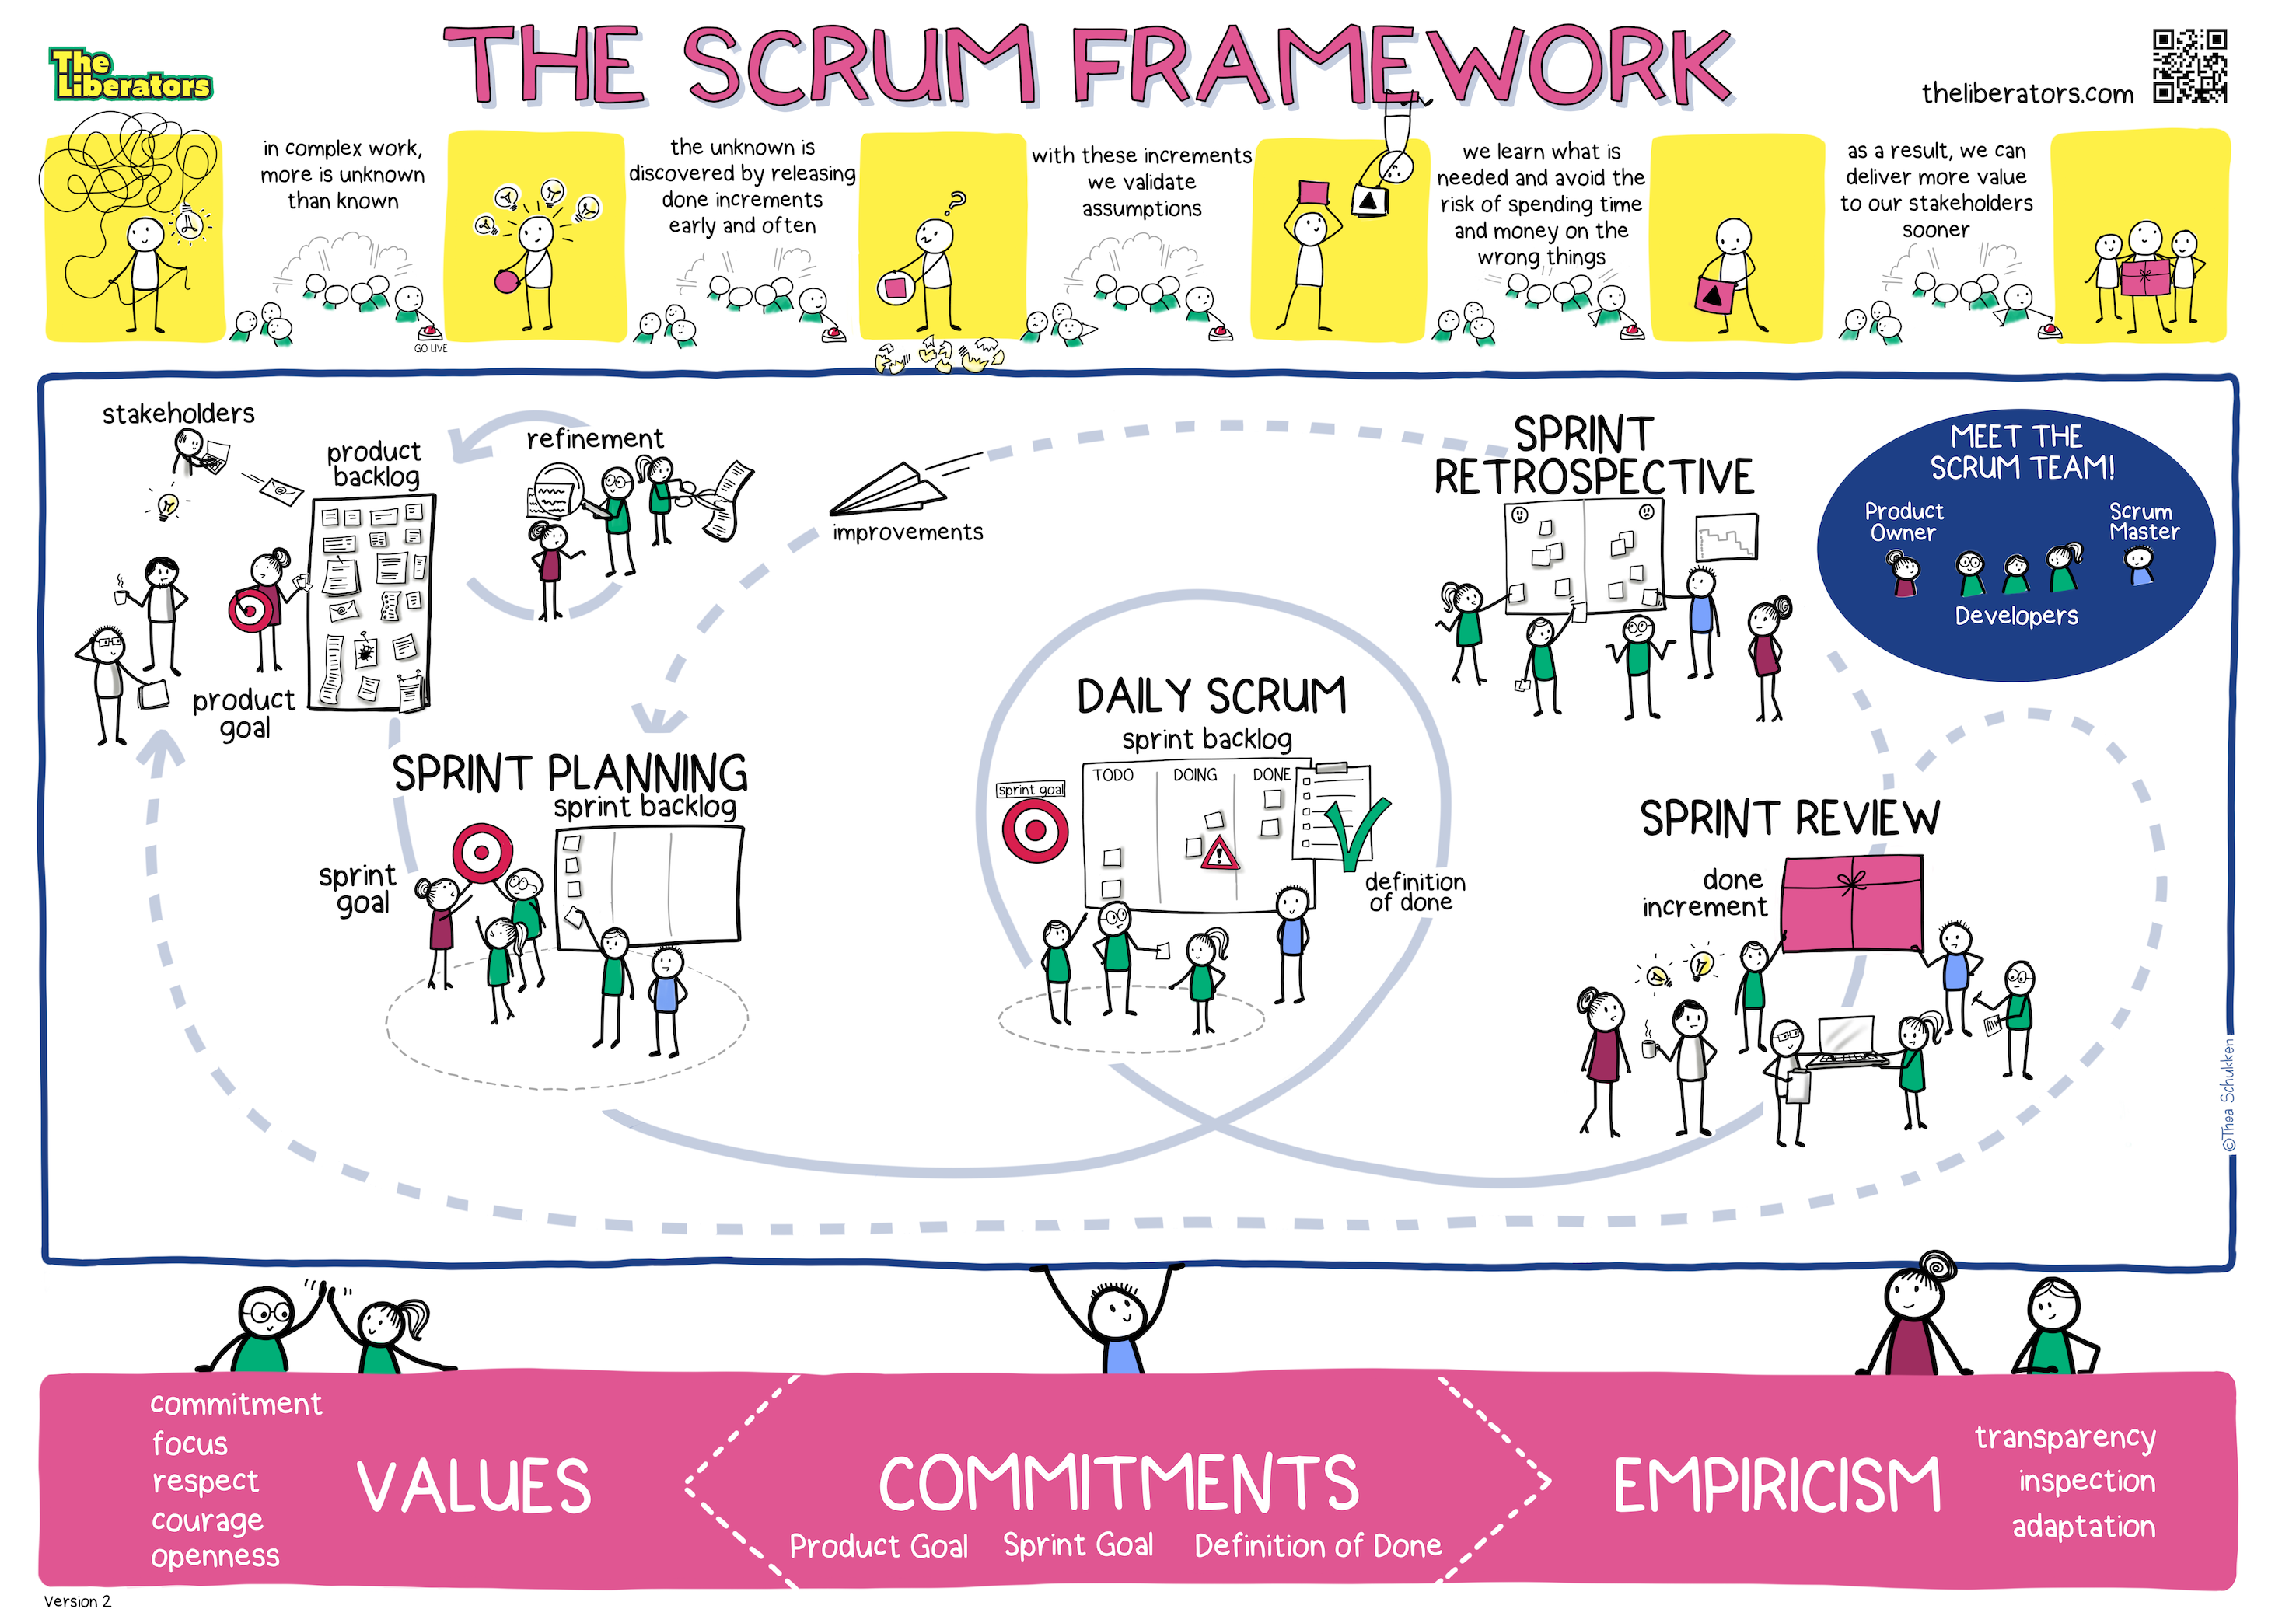 THE SCRUM FRAMEWORK
The
Liberators
theliberators.com
in complex work,
more is unknown
than known
GO LIVE
the unknown is
discovered by releasing
done increments
early and often
with these increments
we validate
assumptions
we learn what is
needed and avoid the
risk of spending time
and money on the
wrong things
as a result, we can
deliver more value
to our stakeholders
sooner
stakeholders
product
backlog
product
goal
refinement
improvements
SPRINT
RETROSPECTIVE
MEET THE
SCRUM TEAM!
Product
Owner
Scrum
Master
Developers
SPRINT PLANNING
sprint backlog
sprint
goal
DAILY SCRUM
sprint backlog
sprint goal
TODO
DOING
DONE
definition
of done
SPRINT REVIEW
done
increment
©Thea Schukken
commitment
focus
respect
courage
openness
VALUES
COMMITMENTS
Product Goal
Sprint Goal
Definition of Done
EMPIRICISM
transparency
inspection
adaptation
Version 2